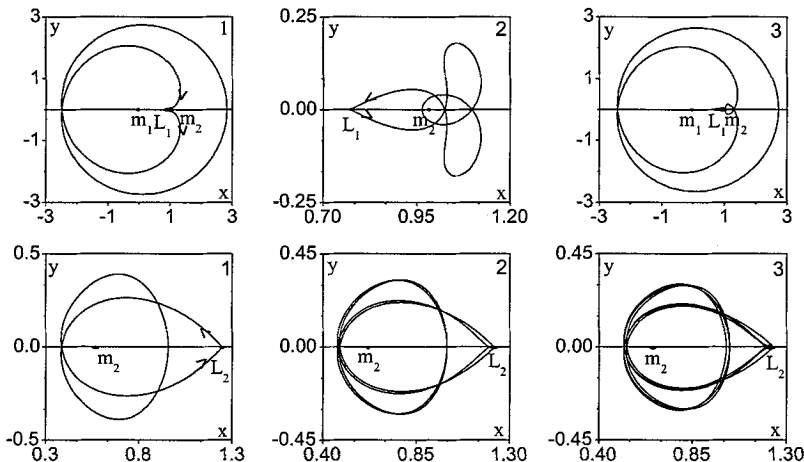 y 1
3
1
-1
-3
m1 L1 m2
x
-3 -1 1 3
y 2
0.25
0.00
-0.25
L1 m2
x
0.70 0.95 1.20
y 3
3
1
-1
-3
m1 L1 m2
x
-3 -1 1 3
y 1
0.5
0.0
-0.5
m2 L2
x
0.3 0.8 1.3
y 2
0.45
0.00
-0.45
m2 L2
x
0.40 0.85 1.30
y 3
0.45
0.00
-0.45
m2 L2
x
0.40 0.85 1.30